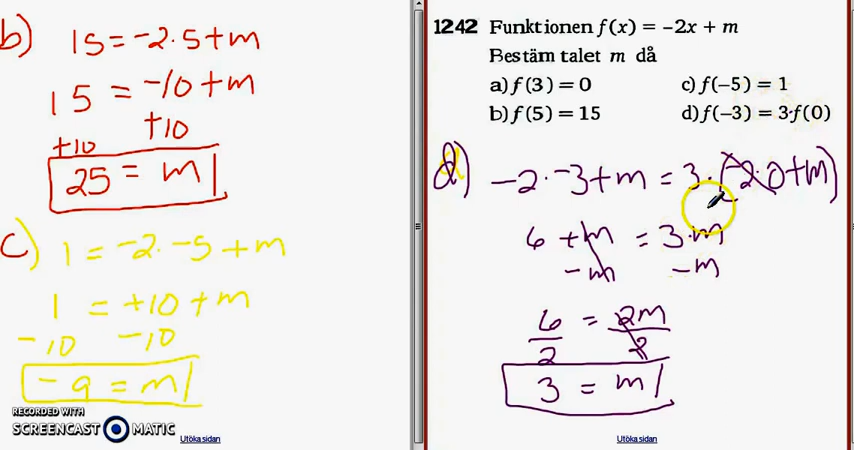 b) 15 = -2·5+m
15 = -10+m
+10 +10
25 = m
c) 1 = -2·-5+m
1 = +10+m
-10 -10
-9 = m
RECORDED WITH
SCREENCAST MATIC
Utöka sidan
1242 Funktionen f(x) = -2x + m
Bestäm talet m då
a) f(3) = 0 c) f(-5) = 1
b) f(5) = 15 d) f(-3) = 3·f(0)
d) -2·-3+m = 3·(-2·0+m)
6 + m = 3·m
-m -m
6/2 = 2m/2
3 = m
Utöka sidan